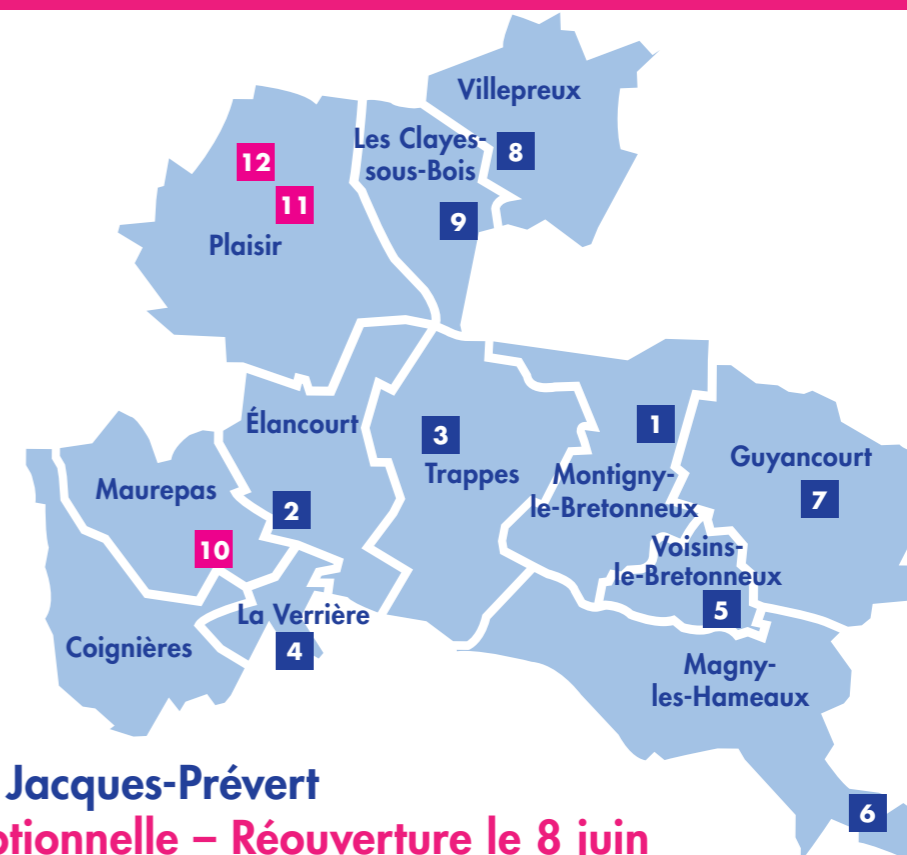 Villepreux
8
Les Clayes-
sous-Bois
9
12
11
Plaisir
Élancourt
2
3
Trappes
1
Montigny-
le-Bretonneux
Guyancourt
7
Maurepas
10
Voisins-
le-Bretonneux
5
La Verrière
4
Coignières
Magny-
les-Hameaux
6
Jacques-Prévert
– Réouverture le 8 juin